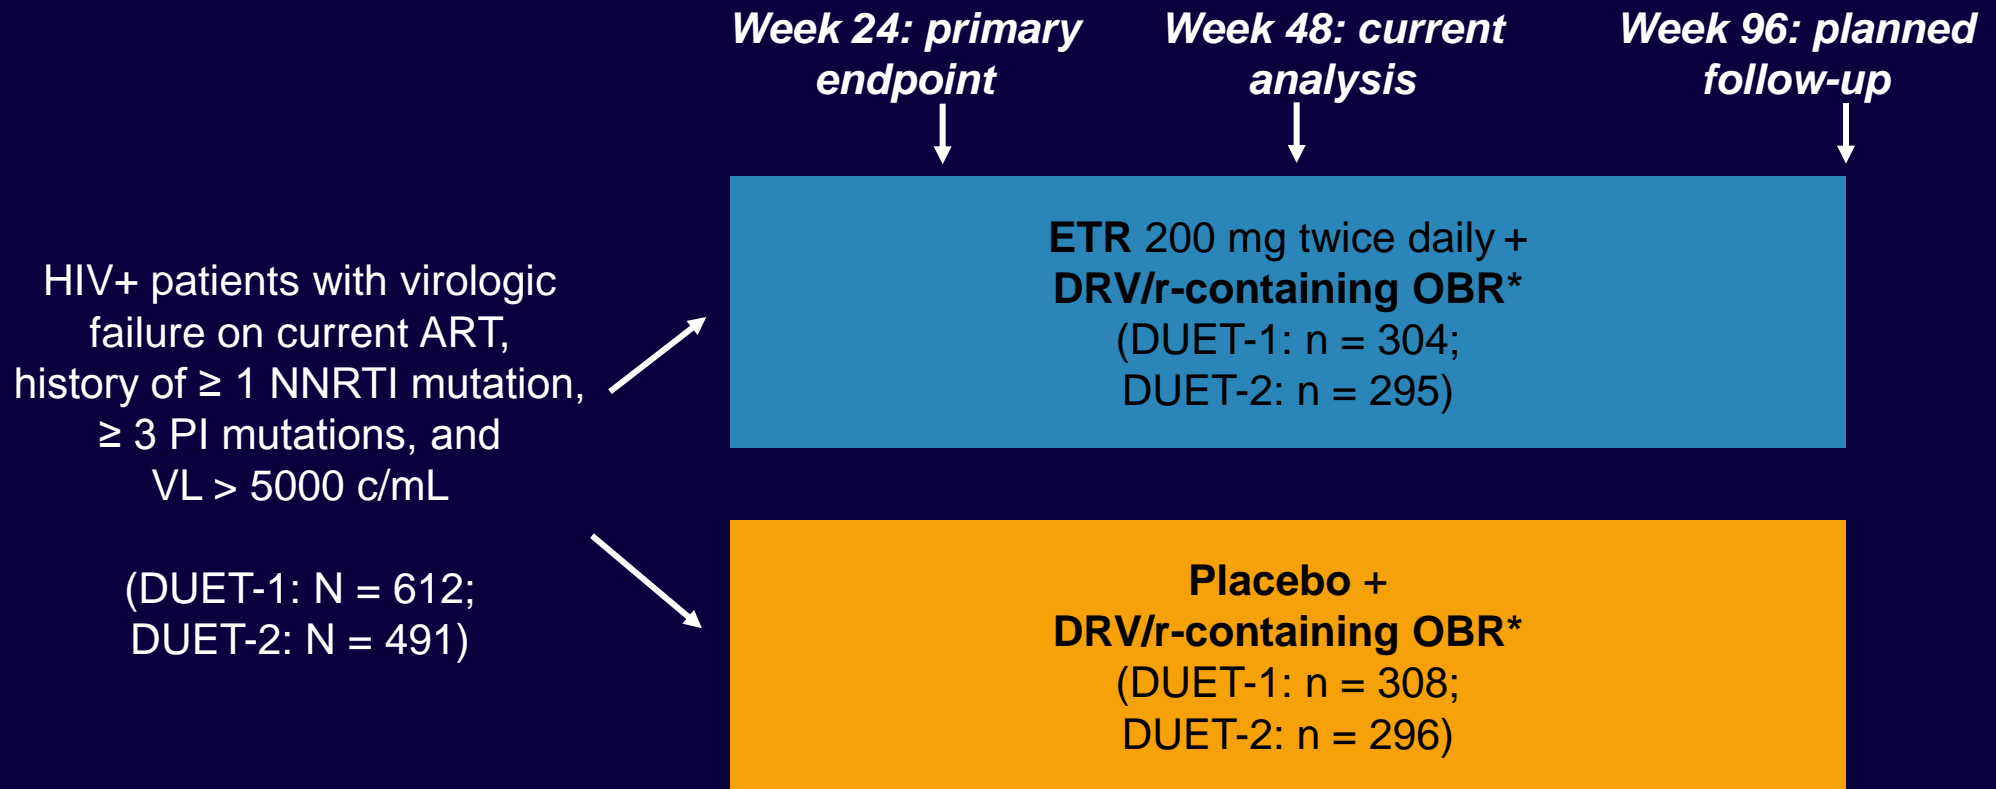 Week 24: primary
endpoint
Week 48: current
analysis
Week 96: planned
follow-up
HIV+ patients with virologic
failure on current ART,
history of ≥ 1 NNRTI mutation,
≥ 3 PI mutations, and
VL > 5000 c/mL
(DUET-1: N = 612;
DUET-2: N = 491)
ETR 200 mg twice daily +
DRV/r-containing OBR*
(DUET-1: n = 304;
DUET-2: n = 295)
Placebo +
DRV/r-containing OBR*
(DUET-1: n = 308;
DUET-2: n = 296)